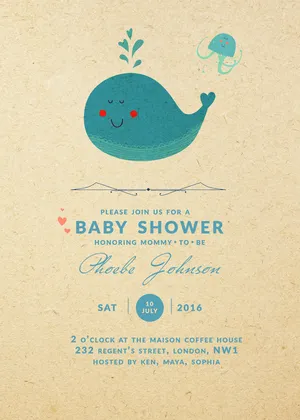 PLEASE JOIN US FOR A
BABY SHOWER
HONORING MOMMY • TO • BE
Phoebe Johnson
SAT | 10 JULY | 2016
2 O'CLOCK AT THE MAISON COFFEE HOUSE
232 REGENT'S STREET, LONDON, NW1
HOSTED BY KEN, MAYA, SOPHIA